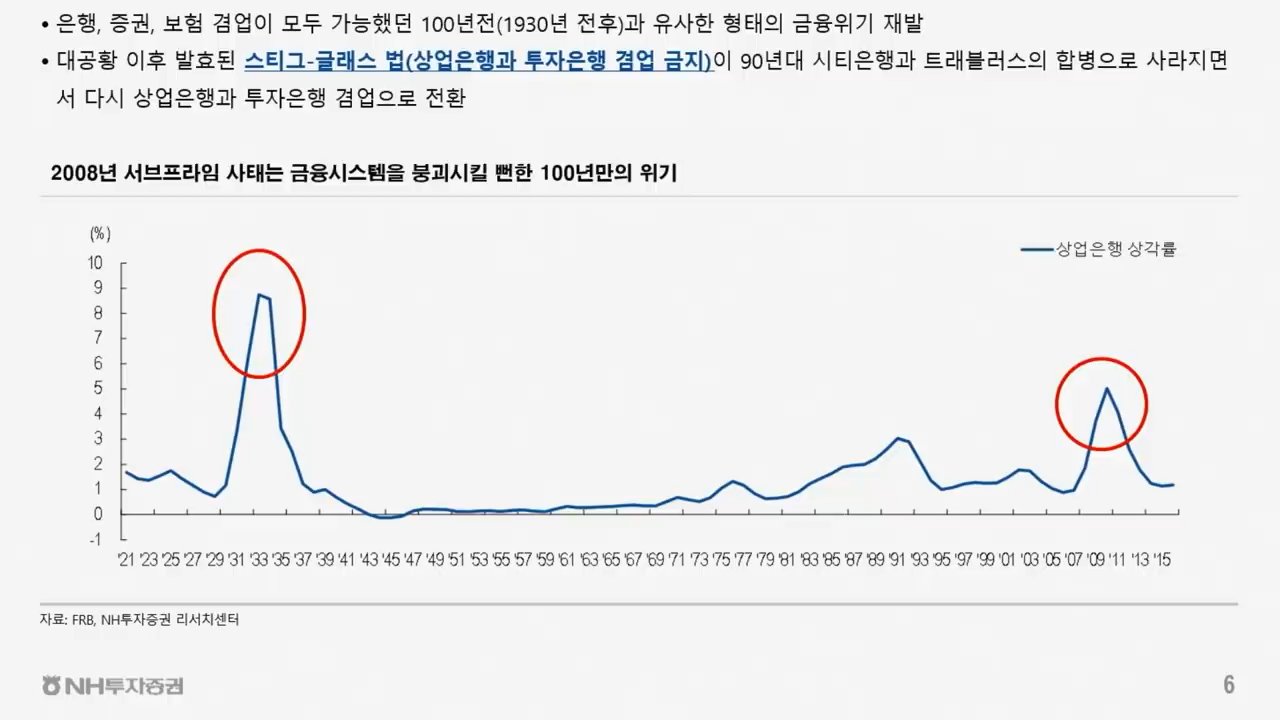 • 은행, 증권, 보험 겸업이 모두 가능했던 100년전(1930년 전후)과 유사한 형태의 금융위기 재발
• 대공황 이후 발효된 스티그-글래스 법(상업은행과 투자은행 겸업 금지)이 90년대 시티은행과 트래블러스의 합병으로 사라지면
서 다시 상업은행과 투자은행 겸업으로 전환
2008년 서브프라임 사태는 금융시스템을 붕괴시킬 뻔한 100년만의 위기
(%)
상업은행 상각률
10
9
8
7
6
5
4
3
2
1
0
-1
'21 '23 '25 '27 '29 '31 '33 '35 '37 '39 '41 '43 '45 '47 '49 '51 '53 '55 '57 '59 '61 '63 '65 '67 '69 '71 '73 '75 '77 '79 '81 '83 '85 '87 '89 '91 '93 '95 '97 '99 '01 '03 '05 '07 '09 '11 '13 '15
자료: FRB, NH투자증권 리서치센터
NH투자증권
6